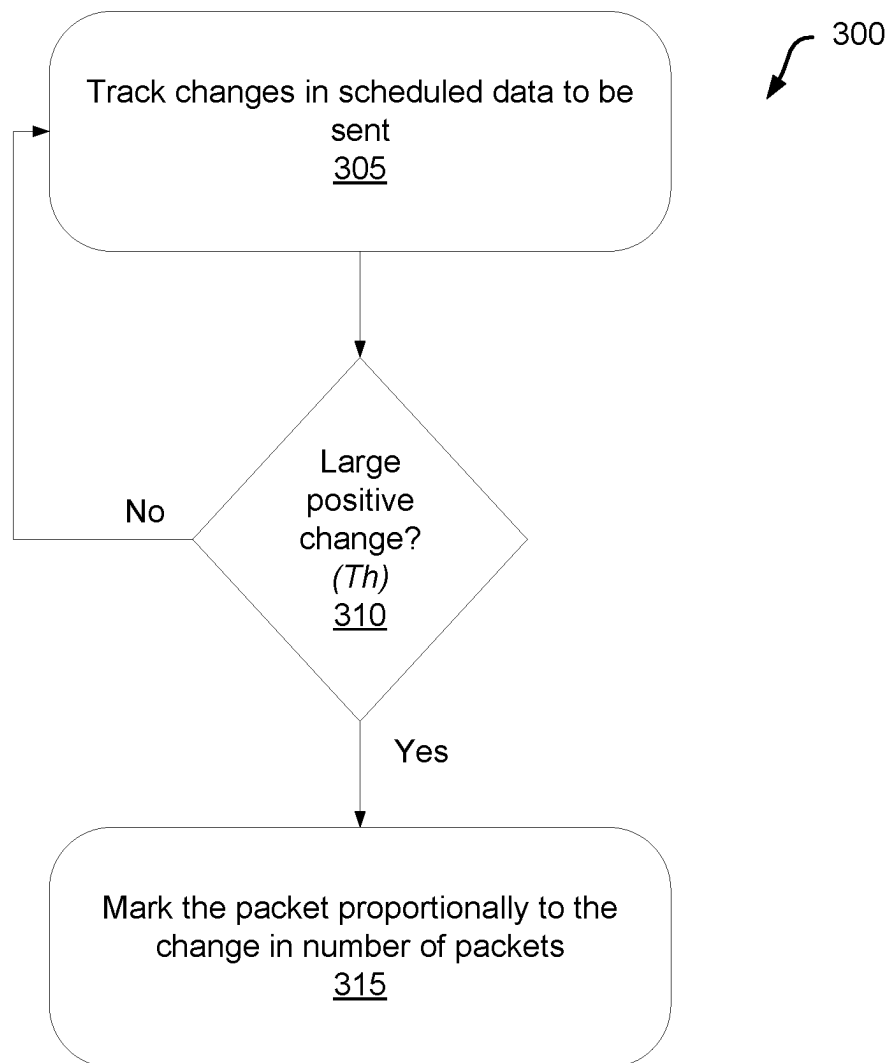 300
Track changes in scheduled data to be
sent
305
Large
positive
change?
(Th)
310
No
Yes
Mark the packet proportionally to the
change in number of packets
315